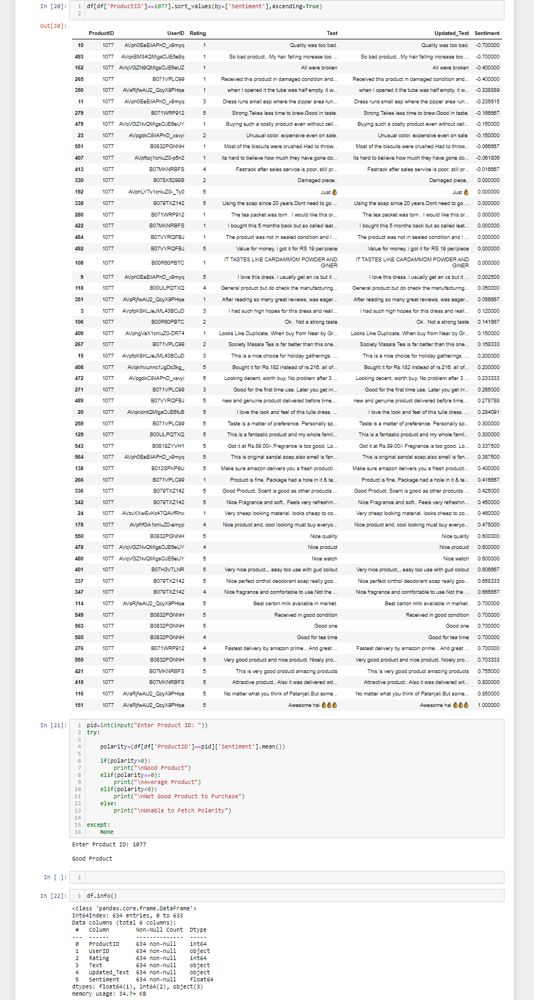 In [20]: 1 df[df['ProductID']==1077].sort_values(by=['Sentiment'],ascending=True)
2
Out[20]:
ProductID UserID Rating Text Updated_Text Sentiment
10 1077 AVph0EeEilAPnD_x9myq 1 Quality was too bad. Quality was too bad. -0.700000
493 1077 AVqkEM34QMlgsOJE6e8q 1 So bad product...My hair falling increase too ... So bad product...My hair falling increase too ... -0.700000
162 1077 AVqVGZN9QMlgsOJE6eUZ 1 All were broken All were broken -0.400000
265 1077 B071VPLC99 1 Received this product in damaged condition and... Received this product in damaged condition and... -0.400000
350 1077 AVsRjfwAU2_QcyX9PHqe 1 when I opened it the tube was half empty, it w... when I opened it the tube was half empty, it w... -0.338889
11 1077 AVph0EeEilAPnD_x9myq 3 Dress runs small esp where the zipper area run... Dress runs small esp where the zipper area run... -0.235615
279 1077 B071WRP912 5 Strong.Takes less time to brew.Good in taste. Strong.Takes less time to brew.Good in taste. -0.166667
479 1077 AVqVGZNvQMlgsOJE6eUY 1 Buying such a costly product even without cell... Buying such a costly product even without cell... -0.150000
23 1077 AVpgdkC8ilAPnD_xsvyi 2 Unusual color. expensive even on sale. Unusual color. expensive even on sale. -0.150000
551 1077 B0832PGNNH 1 Most of the biscuits were crushed.Had to throw... Most of the biscuits were crushed.Had to throw... -0.066667
407 1077 AVpftoij1cnluZ0-p5n2 1 Its hard to believe how much they have gone do... Its hard to believe how much they have gone do... -0.061806
413 1077 B07MKNRBFS 4 Fastrack after sales service is poor, still pr... Fastrack after sales service is poor, still pr... -0.016667
330 1077 B078X5298B 2 Damaged piece.. Damaged piece.. 0.000000
192 1077 AVphLY7v1cnluZ0-_Ty0 5 Just 👌 Just 👌 0.000000
338 1077 B079TXZ142 5 Using the soap since 20 years.Dont need to go ... Using the soap since 20 years.Dont need to go ... 0.000000
280 1077 B071WRP912 1 The tea packet was torn . I would like this or... The tea packet was torn . I would like this or... 0.000000
422 1077 B07MKNRBFS 1 I bought this 5 months back but so called leat... I bought this 5 months back but so called leat... 0.000000
484 1077 B07VYRQFBJ 1 The product was not in sealed condition and I ... The product was not in sealed condition and I ... 0.000000
492 1077 B07VYRQFBJ 5 Value for money, i got it for RS 19 per/piece Value for money, i got it for RS 19 per/piece 0.000000
108 1077 B00R60PBTC 1 IT TASTES LIKE CARDAMMOM POWDER AND GINER IT TASTES LIKE CARDAMMOM POWDER AND GINER 0.000000
9 1077 AVph0EeEilAPnD_x9myq 5 I love this dress. i usually get an xs but it ... I love this dress. i usually get an xs but it ... 0.002500
118 1077 B00ULPQTXQ 4 General product but do check the manufacturing... General product but do check the manufacturing... 0.050000
351 1077 AVsRjfwAU2_QcyX9PHqe 1 After reading so many great reviews, was eager... After reading so many great reviews, was eager... 0.056667
3 1077 AVpfpK8KLJeJML43BCuD 3 I had such high hopes for this dress and reall... I had such high hopes for this dress and reall... 0.120000
106 1077 B00R60PBTC 2 Ok . Not a strong taste Ok . Not a strong taste 0.141667
409 1077 AVphgVaX1cnluZ0-DR74 1 Looks Like Duplicate, When buy from Near by Gr... Looks Like Duplicate, When buy from Near by Gr... 0.150000
267 1077 B071VPLC99 2 Society Masala Tea is far better than this one... Society Masala Tea is far better than this one... 0.158333
15 1077 AVpfpK8KLJeJML43BCuD 3 This is a nice choice for holiday gatherings. ... This is a nice choice for holiday gatherings. ... 0.200000
408 1077 AVqkIhxunnc1JgDc3kg_ 5 Bought it for Rs.182 instead of rs.216. all of... Bought it for Rs.182 instead of rs.216. all of... 0.200000
472 1077 AVpgdkC8ilAPnD_xsvyi 5 Looking decent, worth buy, No problem after 3 ... Looking decent, worth buy, No problem after 3 ... 0.233333
271 1077 B071VPLC99 3 Good for the first time use. Later you get irr... Good for the first time use. Later you get irr... 0.265000
489 1077 B07VYRQFBJ 5 new and genuine product delivered before time,... new and genuine product delivered before time,... 0.278788
20 1077 AVqkIdntQMlgsOJE6fuB 5 I love the look and feel of this tulle dress. ... I love the look and feel of this tulle dress. ... 0.284091
259 1077 B071VPLC99 5 Taste is a matter of preference. Personally sp... Taste is a matter of preference. Personally sp... 0.300000
129 1077 B00ULPQTXQ 5 This is a fantastic product and my whole famil... This is a fantastic product and my whole famil... 0.300000
543 1077 B0818ZYVH1 5 Got it at Rs.89.00/-.Fregrance is too good. Lo... Got it at Rs.89.00/-.Fregrance is too good. Lo... 0.337500
564 1077 AVph0EeEilAPnD_x9myq 5 This is original sandal soap,also smell is fan... This is original sandal soap,also smell is fan... 0.387500
138 1077 B012SPKP9U 5 Make sure amazon delivers you a fresh productI... Make sure amazon delivers you a fresh productI... 0.400000
266 1077 B071VPLC99 1 Product is fine. Package had a hole in it & te... Product is fine. Package had a hole in it & te... 0.416667
336 1077 B079TXZ142 5 Good Product. Scent is good as other products ... Good Product. Scent is good as other products ... 0.425000
342 1077 B079TXZ142 5 Nice Fragrance and soft.. Feels very refreshin... Nice Fragrance and soft.. Feels very refreshin... 0.450000
24 1077 AVzvXXwEvKc47QAVfRhx 1 Very cheap looking material. looks cheap to co... Very cheap looking material. looks cheap to co... 0.460000
178 1077 AVpfIfGA1cnluZ0-emyp 4 Nice product and, cool looking must buy everyo... Nice product and, cool looking must buy everyo... 0.475000
550 1077 B0832PGNNH 5 Nice quality Nice quality 0.600000
478 1077 AVqVGZNvQMlgsOJE6eUY 4 Nice product Nice product 0.600000
480 1077 AVqVGZNvQMlgsOJE6eUY 5 Nice watch Nice watch 0.600000
401 1077 B07H3V7LNR 5 Very nice product,,, easy too use with gud colout Very nice product,,, easy too use with gud colout 0.606667
337 1077 B079TXZ142 5 Nice perfect cinthol deodorant soap really goo... Nice perfect cinthol deodorant soap really goo... 0.658333
347 1077 B079TXZ142 4 Nice fragrance and comfortable to use.Not the ... Nice fragrance and comfortable to use.Not the ... 0.666667
114 1077 AVsRjfwAU2_QcyX9PHqe 5 Best carton milk available in market. Best carton milk available in market. 0.700000
549 1077 B0832PGNNH 5 Received in good condition Received in good condition 0.700000
563 1077 B0832PGNNH 5 Good one Good one 0.700000
560 1077 B0832PGNNH 4 Good for tea time Good for tea time 0.700000
276 1077 B071WRP912 4 Fastest delivery by amazon prime... And great ... Fastest delivery by amazon prime... And great ... 0.700000
555 1077 B0832PGNNH 5 Very good product and nice product. Nicely pro... Very good product and nice product. Nicely pro... 0.703333
421 1077 B07MKNRBFS 5 This is very good product amazing products This is very good product amazing products 0.755000
418 1077 B07MKNRBFS 5 Attractive product.. Also it was delivered wit... Attractive product.. Also it was delivered wit... 0.800000
116 1077 AVsRjfwAU2_QcyX9PHqe 5 No matter what you think of Patanjali.But some... No matter what you think of Patanjali.But some... 0.850000
151 1077 AVsRjfwAU2_QcyX9PHqe 5 Awesome hai 👌👌👌 Awesome hai 👌👌👌 1.000000
In [21]: 1 pid=int(input("Enter Product ID: "))
2 try:
3
4 polarity=(df[df['ProductID']==pid]['Sentiment'].mean())
5
6 if(polarity>0):
7 print("\nGood Product")
8 elif(polarity==0):
9 print("\nAverage Product")
10 elif(polarity<0):
11 print("\nNot Good Product to Purchase")
12 else:
13 print("\nUnable to Fetch Polarity")
14
15 except:
16 None
Enter Product ID: 1077
Good Product
In [ ]: 1
In [22]: 1 df.info()
<class 'pandas.core.frame.DataFrame'>
Int64Index: 634 entries, 0 to 633
Data columns (total 6 columns):
# Column Non-Null Count Dtype
--- ------ -------------- -----
0 ProductID 634 non-null int64
1 UserID 634 non-null object
2 Rating 634 non-null int64
3 Text 634 non-null object
4 Updated_Text 634 non-null object
5 Sentiment 634 non-null float64
dtypes: float64(1), int64(2), object(3)
memory usage: 34.7+ KB